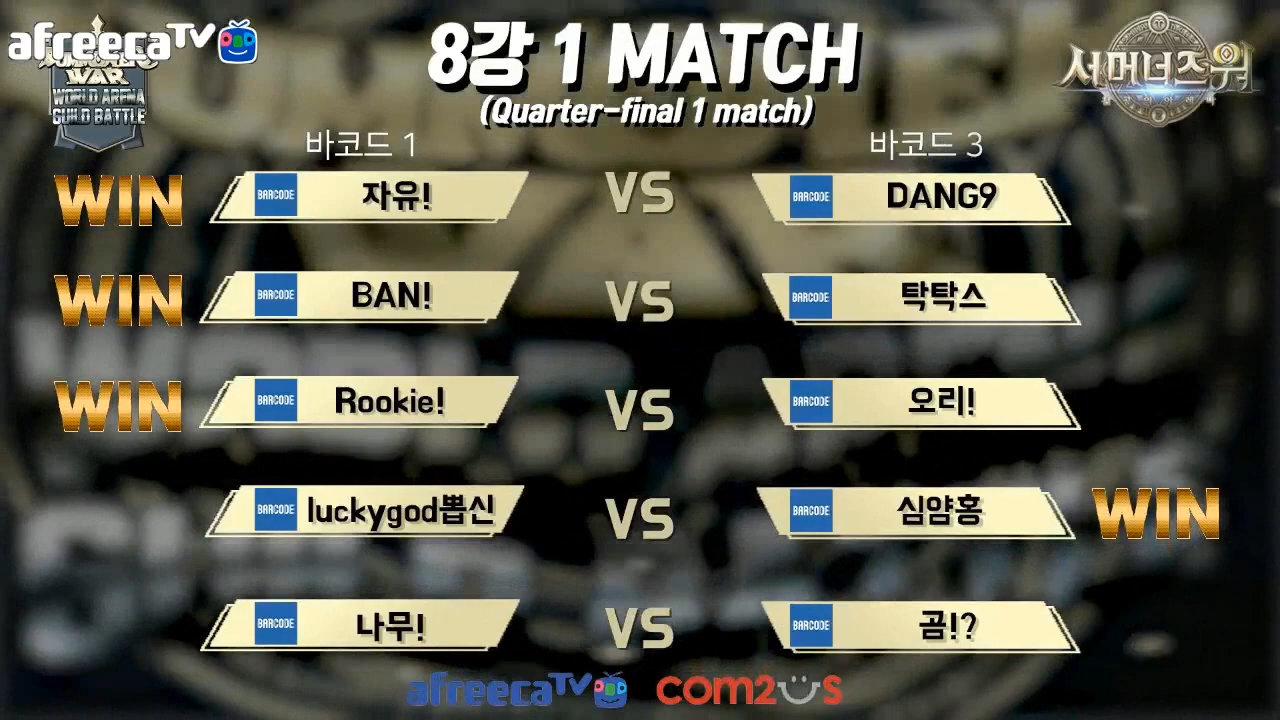 afreecaTV
WAR
WORLD ARENA
GUILD BATTLE
8강 1 MATCH
(Quarter-final 1 match)
서머너즈워
바코드 1
바코드 3
WIN BARCODE 자유! VS BARCODE DANG9
WIN BARCODE BAN! VS BARCODE 탁탁스
WIN BARCODE Rookie! VS BARCODE 오리!
BARCODE luckygod뽑신 VS BARCODE 심얌홍 WIN
BARCODE 나무! VS BARCODE 곰!?
afreecaTV com2us